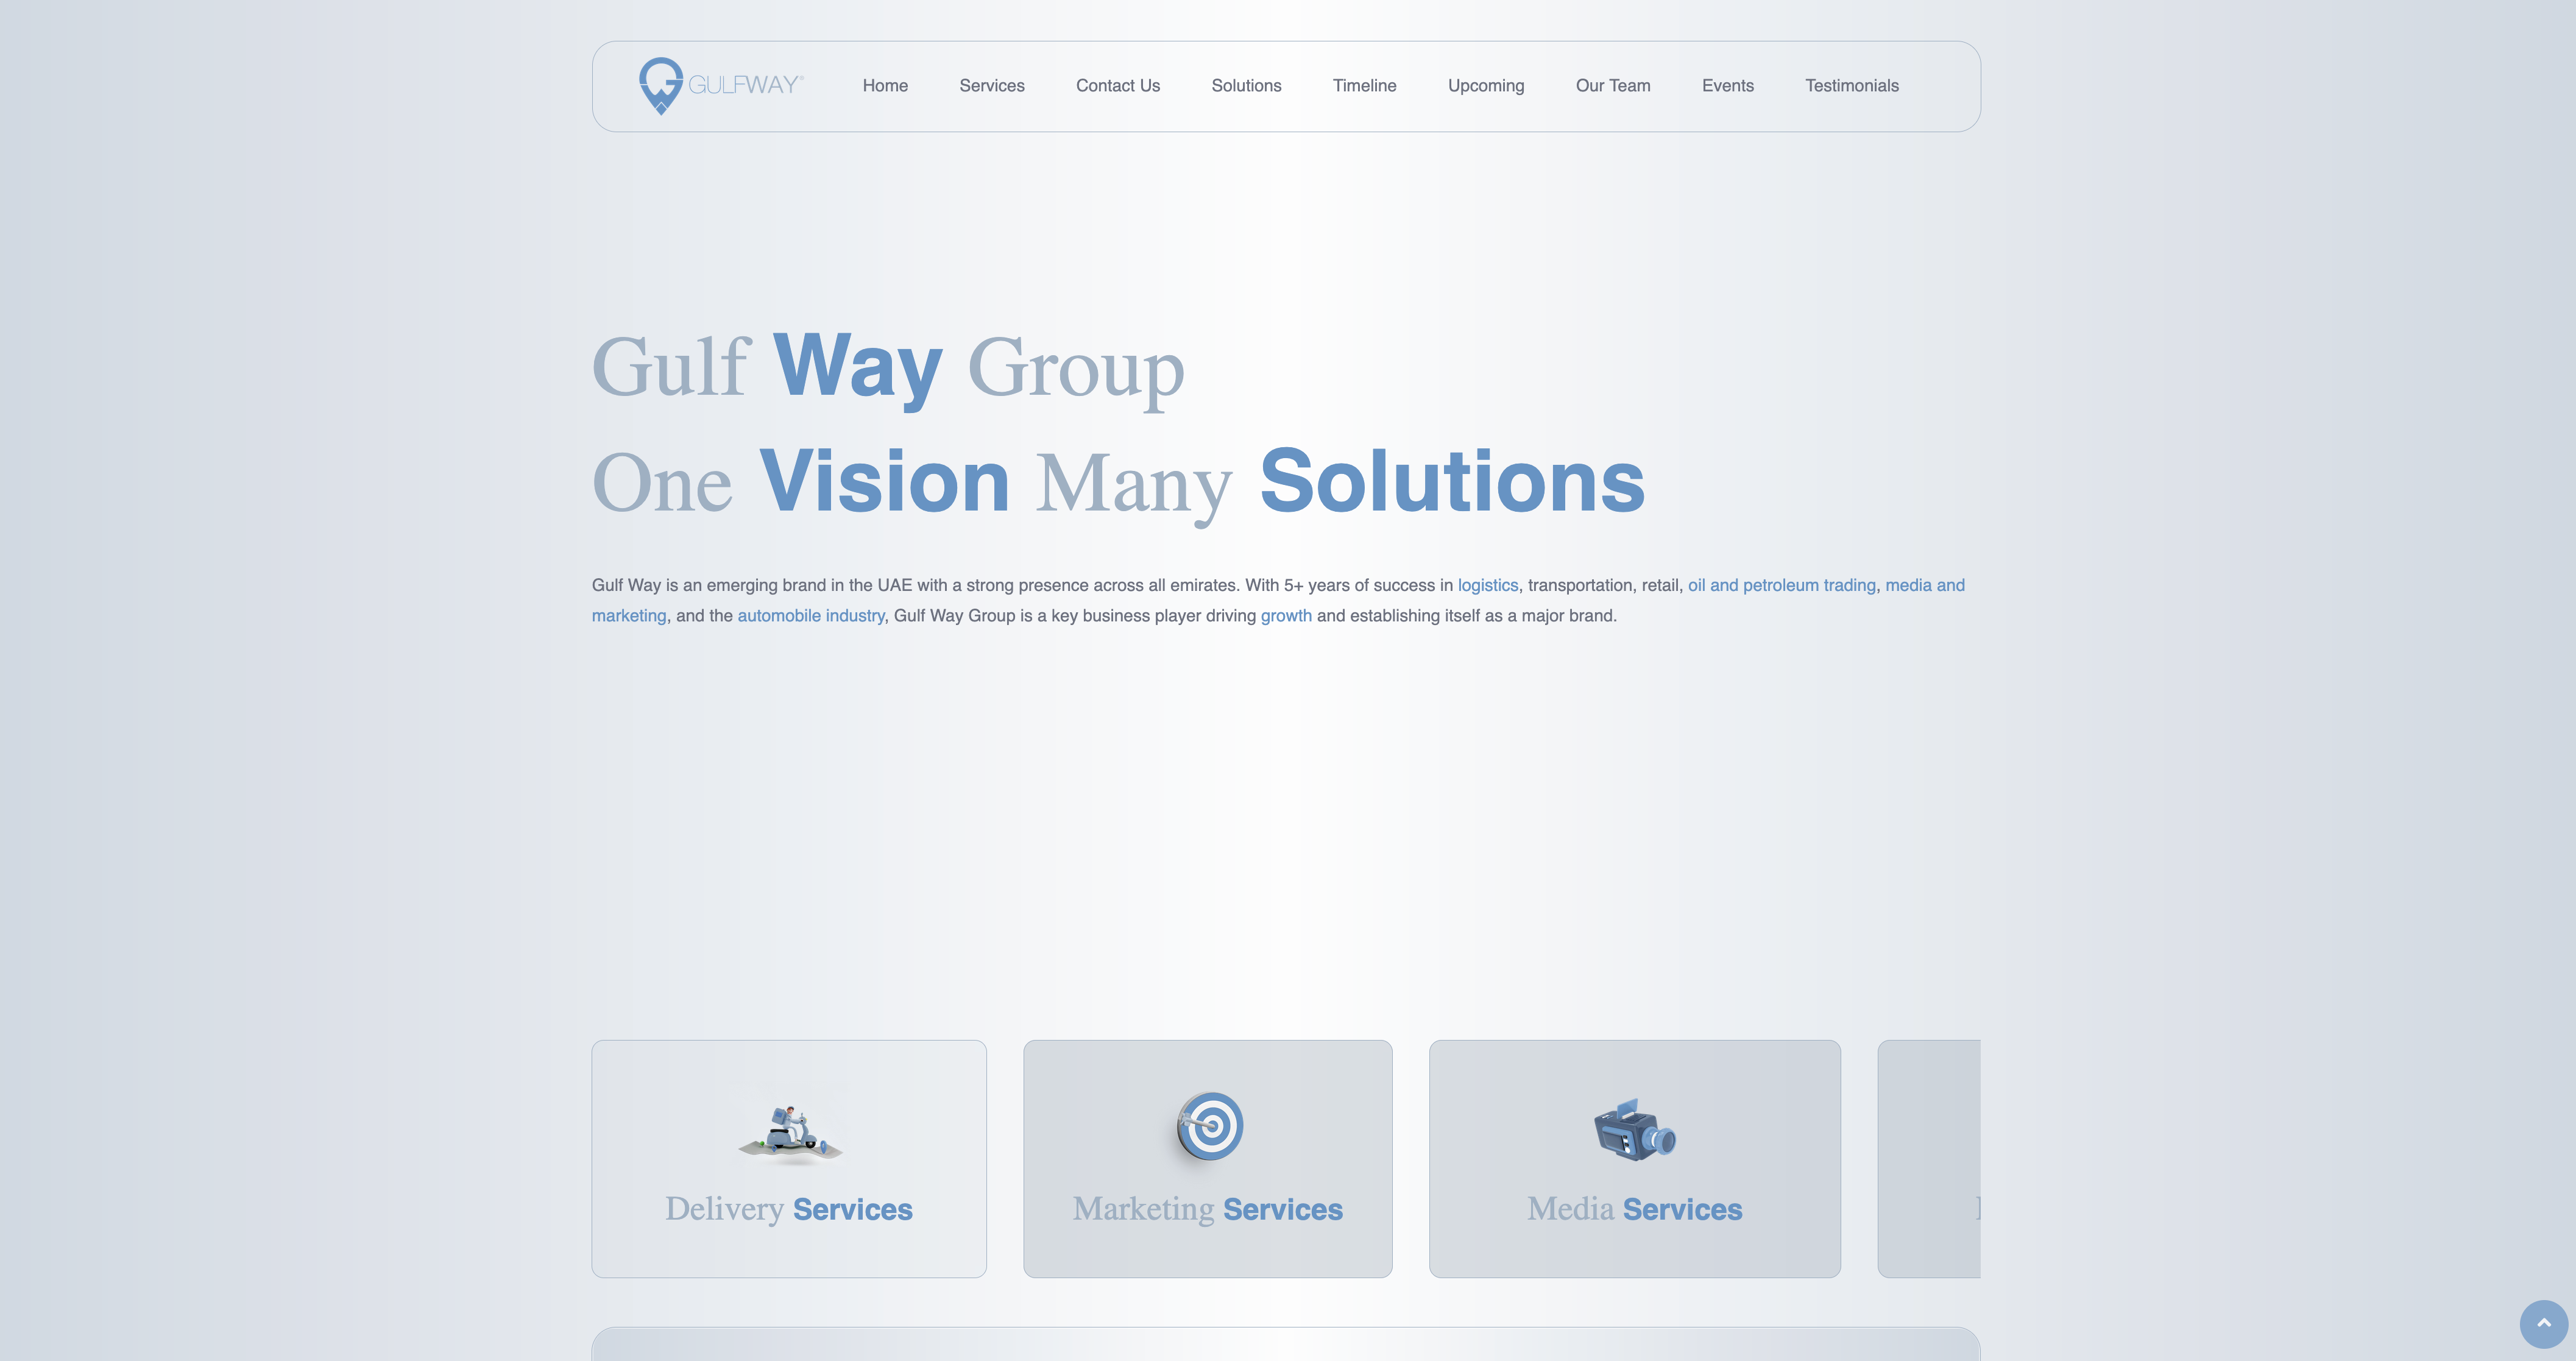 GULFWAY®
Home Services Contact Us Solutions Timeline Upcoming Our Team Events Testimonials
Gulf Way Group
One Vision Many Solutions
Gulf Way is an emerging brand in the UAE with a strong presence across all emirates. With 5+ years of success in logistics, transportation, retail, oil and petroleum trading, media and
marketing, and the automobile industry, Gulf Way Group is a key business player driving growth and establishing itself as a major brand.
Delivery Services
Marketing Services
Media Services